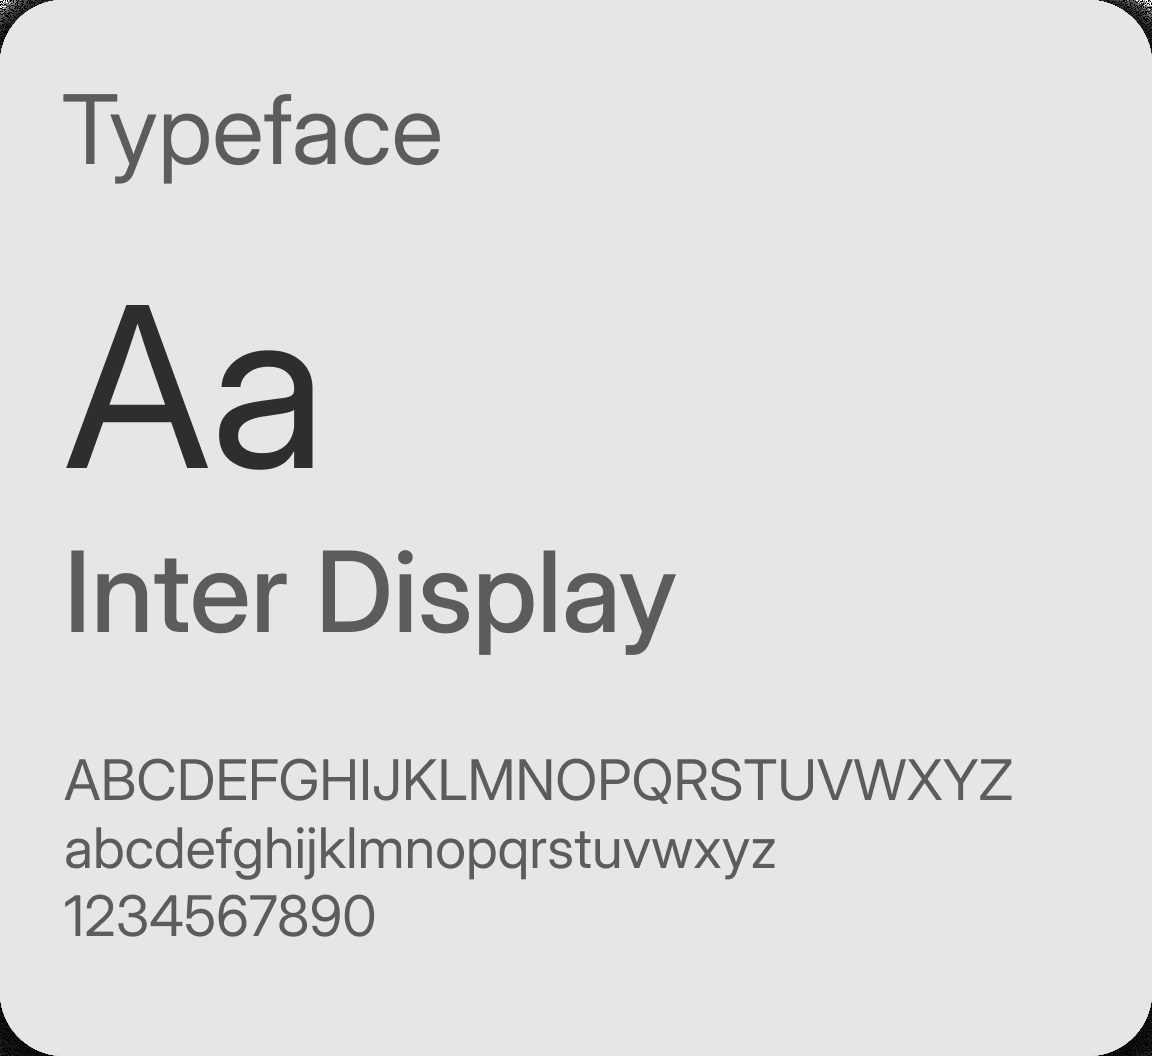 Typeface
Aa
Inter Display
ABCDEFGHIJKLMNOPQRSTUVWXYZ
abcdefghijklmnopqrstuvwxyz
1234567890